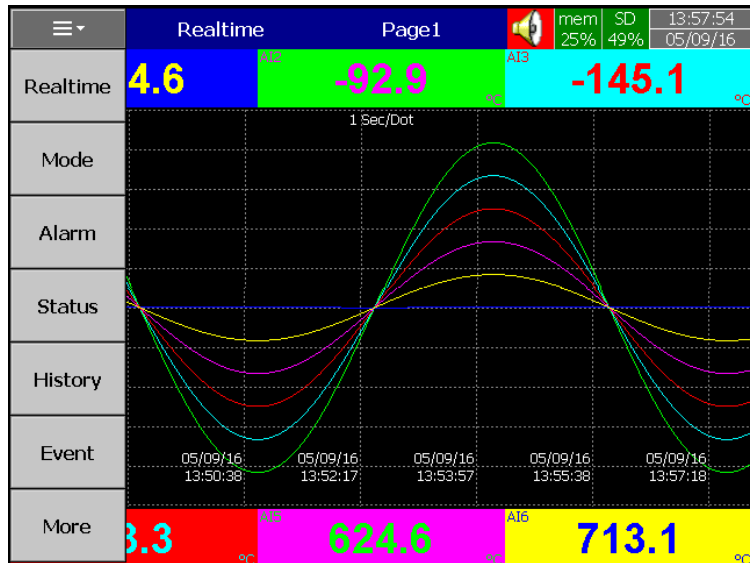 Realtime
Page1
mem
25%
SD
49%
13:57:54
05/09/16
Realtime
Mode
Alarm
Status
History
Event
More
4.6
AI2
-92.9
°C
AI3
-145.1
°C
1 Sec/Dot
05/09/16
13:50:38
05/09/16
13:52:17
05/09/16
13:53:57
05/09/16
13:55:38
05/09/16
13:57:18
3.3
°C
AI5
624.6
°C
AI6
713.1
°C